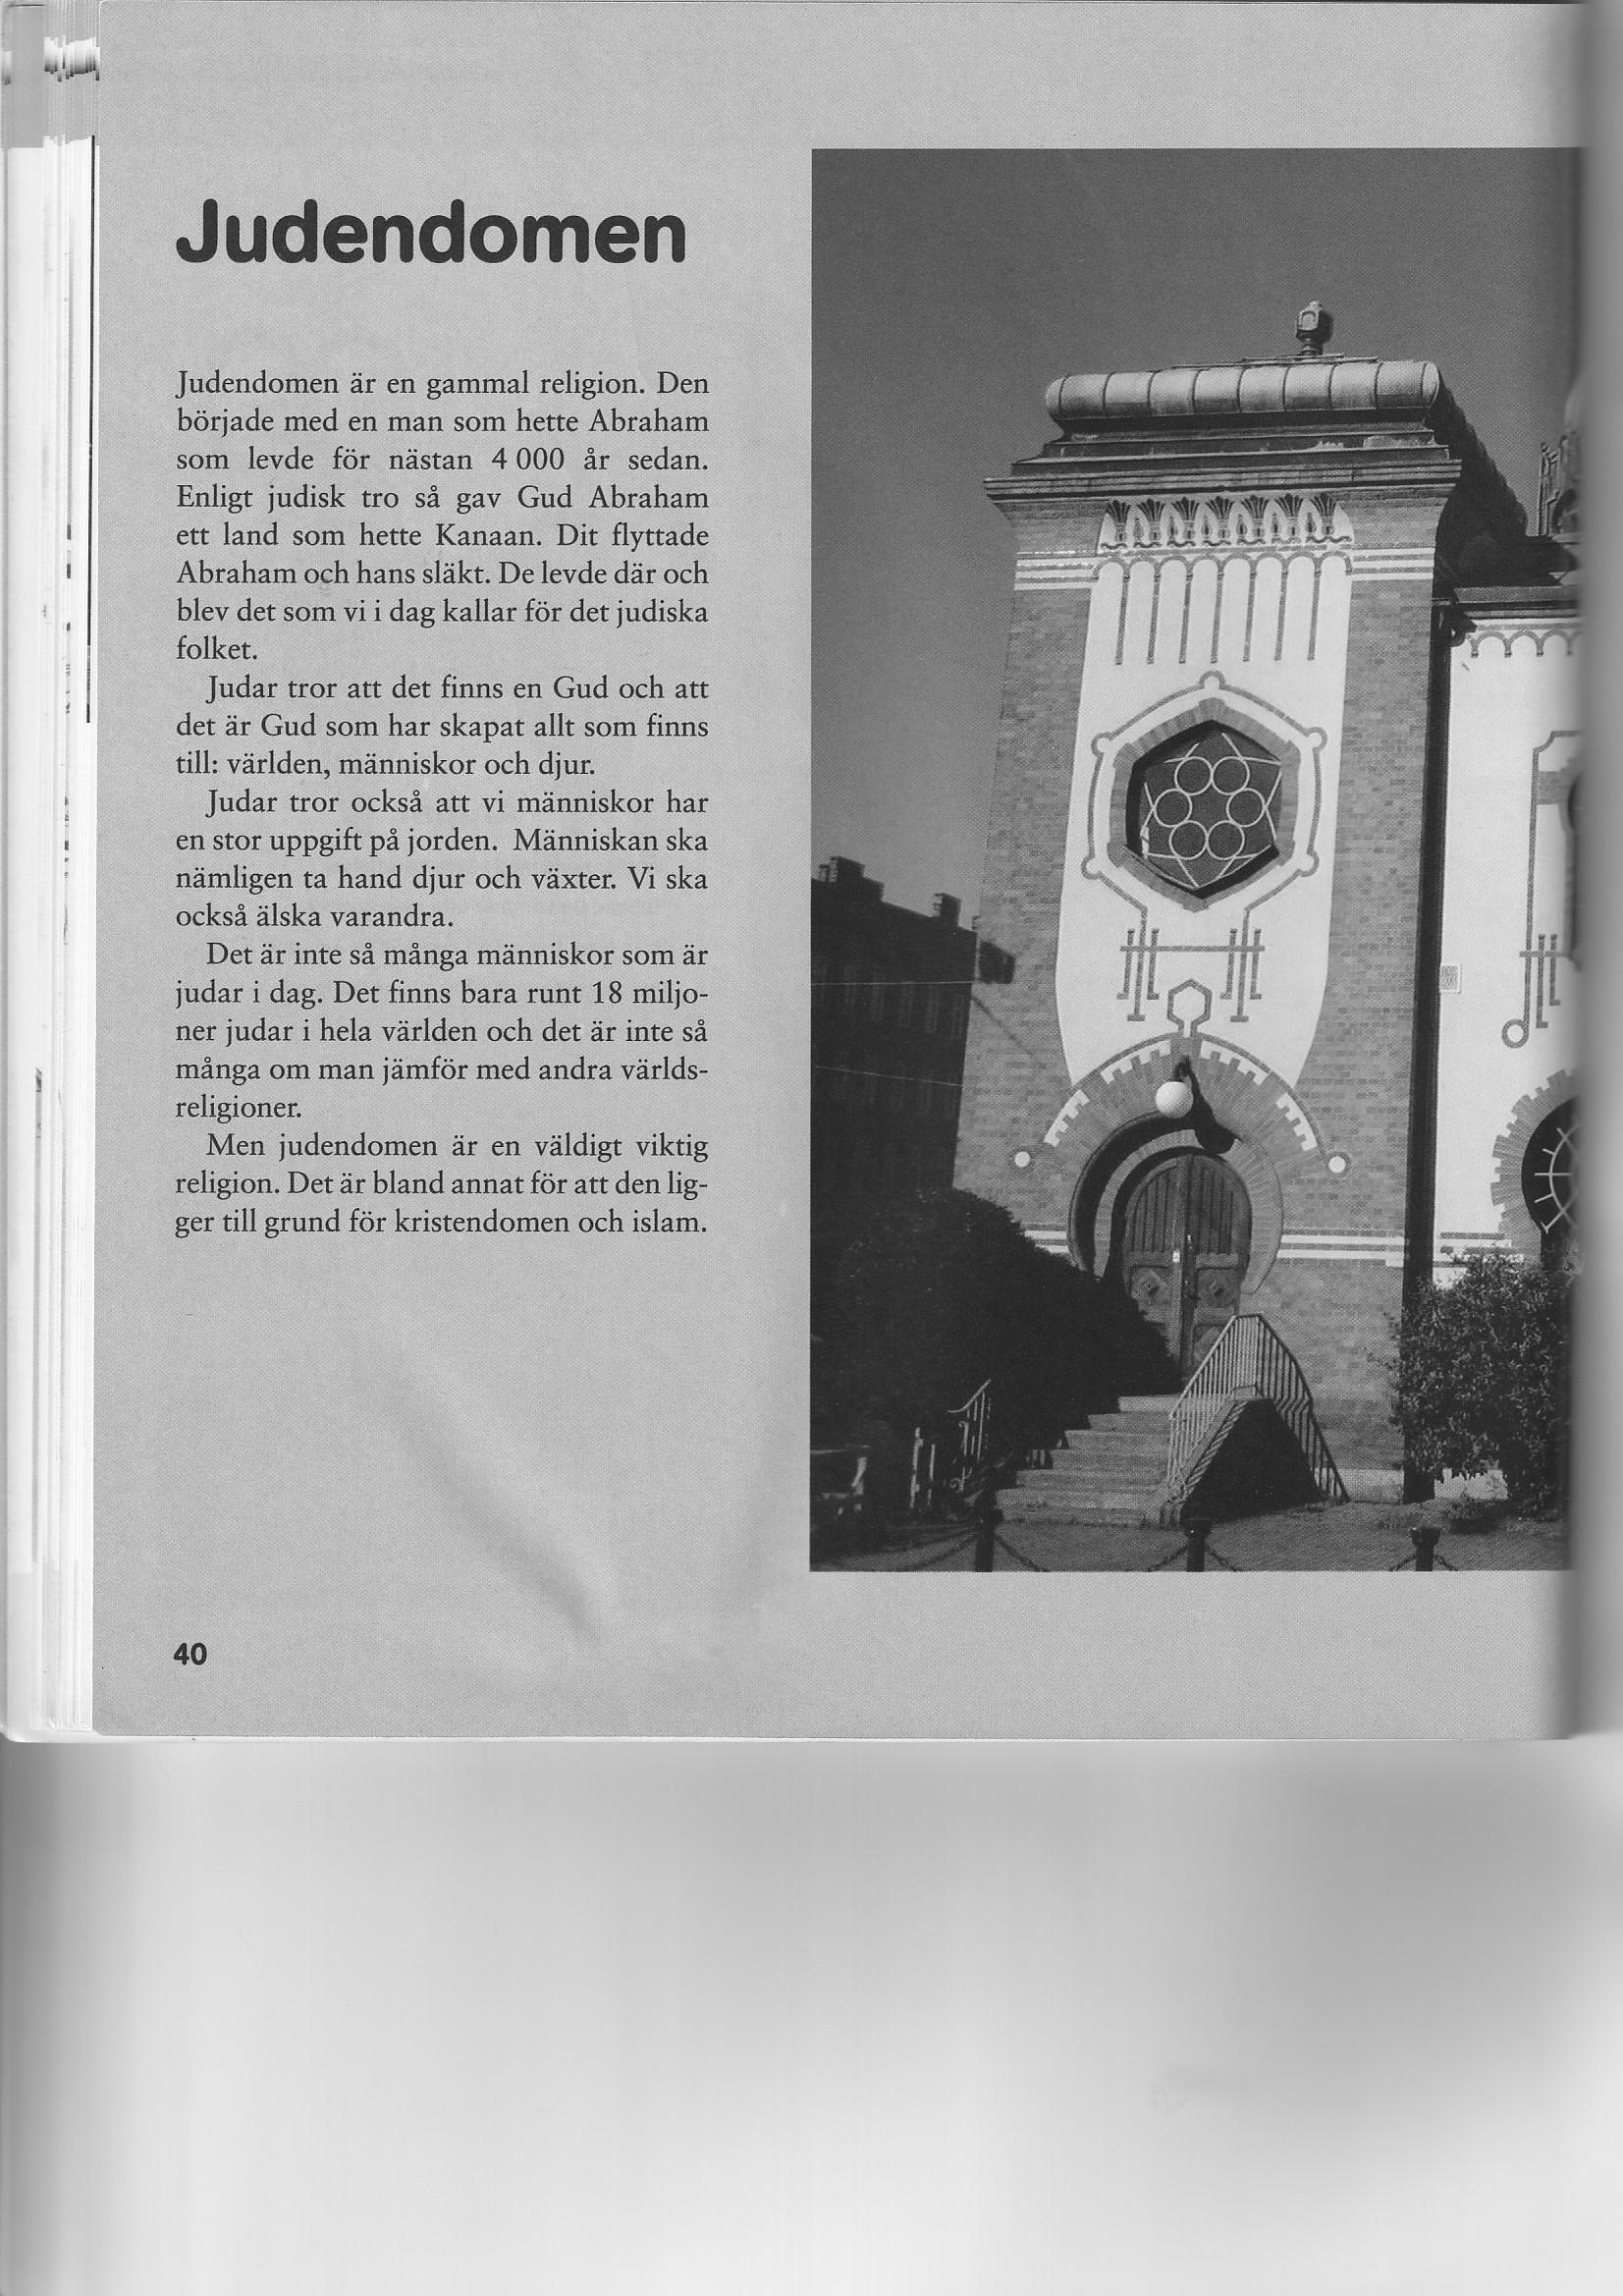 Judendomen
Judendomen är en gammal religion. Den
började med en man som hette Abraham
som levde för nästan 4 000 år sedan.
Enligt judisk tro så gav Gud Abraham
ett land som hette Kanaan. Dit flyttade
Abraham och hans släkt. De levde där och
blev det som vi i dag kallar för det judiska
folket.
Judar tror att det finns en Gud och att
det är Gud som har skapat allt som finns
till: världen, människor och djur.
Judar tror också att vi människor har
en stor uppgift på jorden. Människan ska
nämligen ta hand djur och växter. Vi ska
också älska varandra.
Det är inte så många människor som är
judar i dag. Det finns bara runt 18 miljo-
ner judar i hela världen och det är inte så
många om man jämför med andra världs-
religioner.
Men judendomen är en väldigt viktig
religion. Det är bland annat för att den lig-
ger till grund för kristendomen och islam.
40